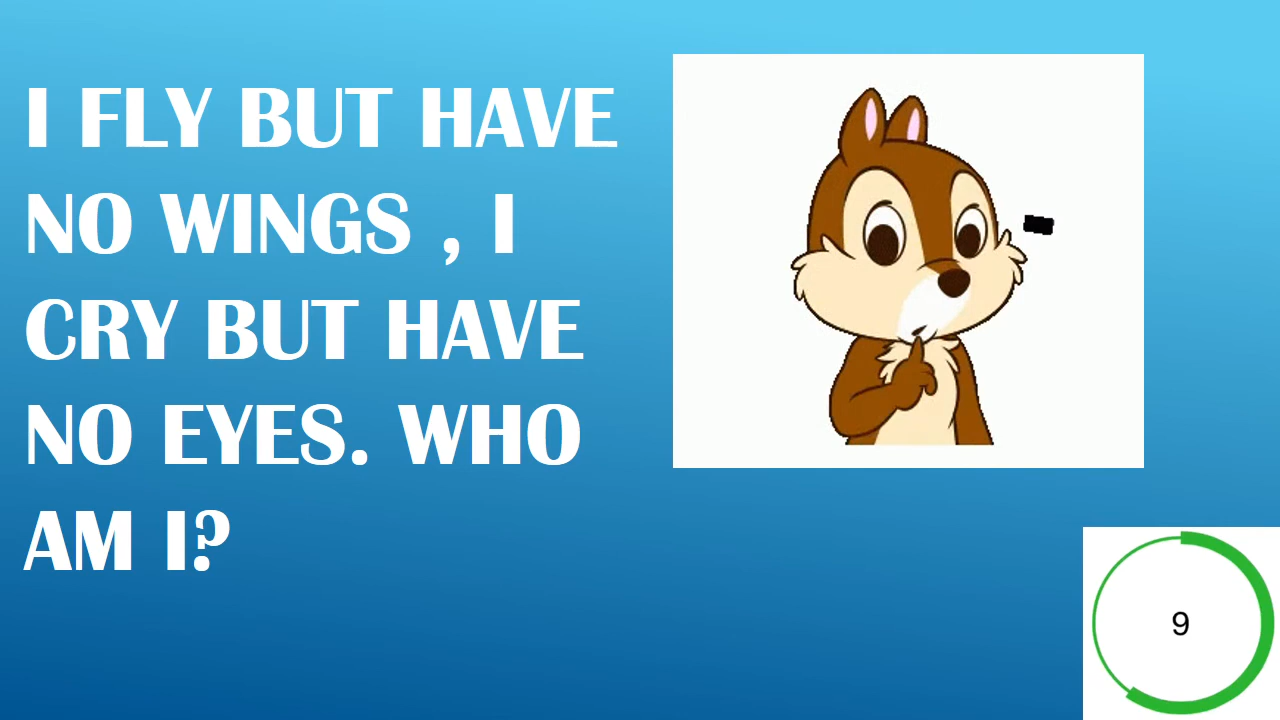 I FLY BUT HAVE
NO WINGS , I
CRY BUT HAVE
NO EYES. WHO
AM I?
9